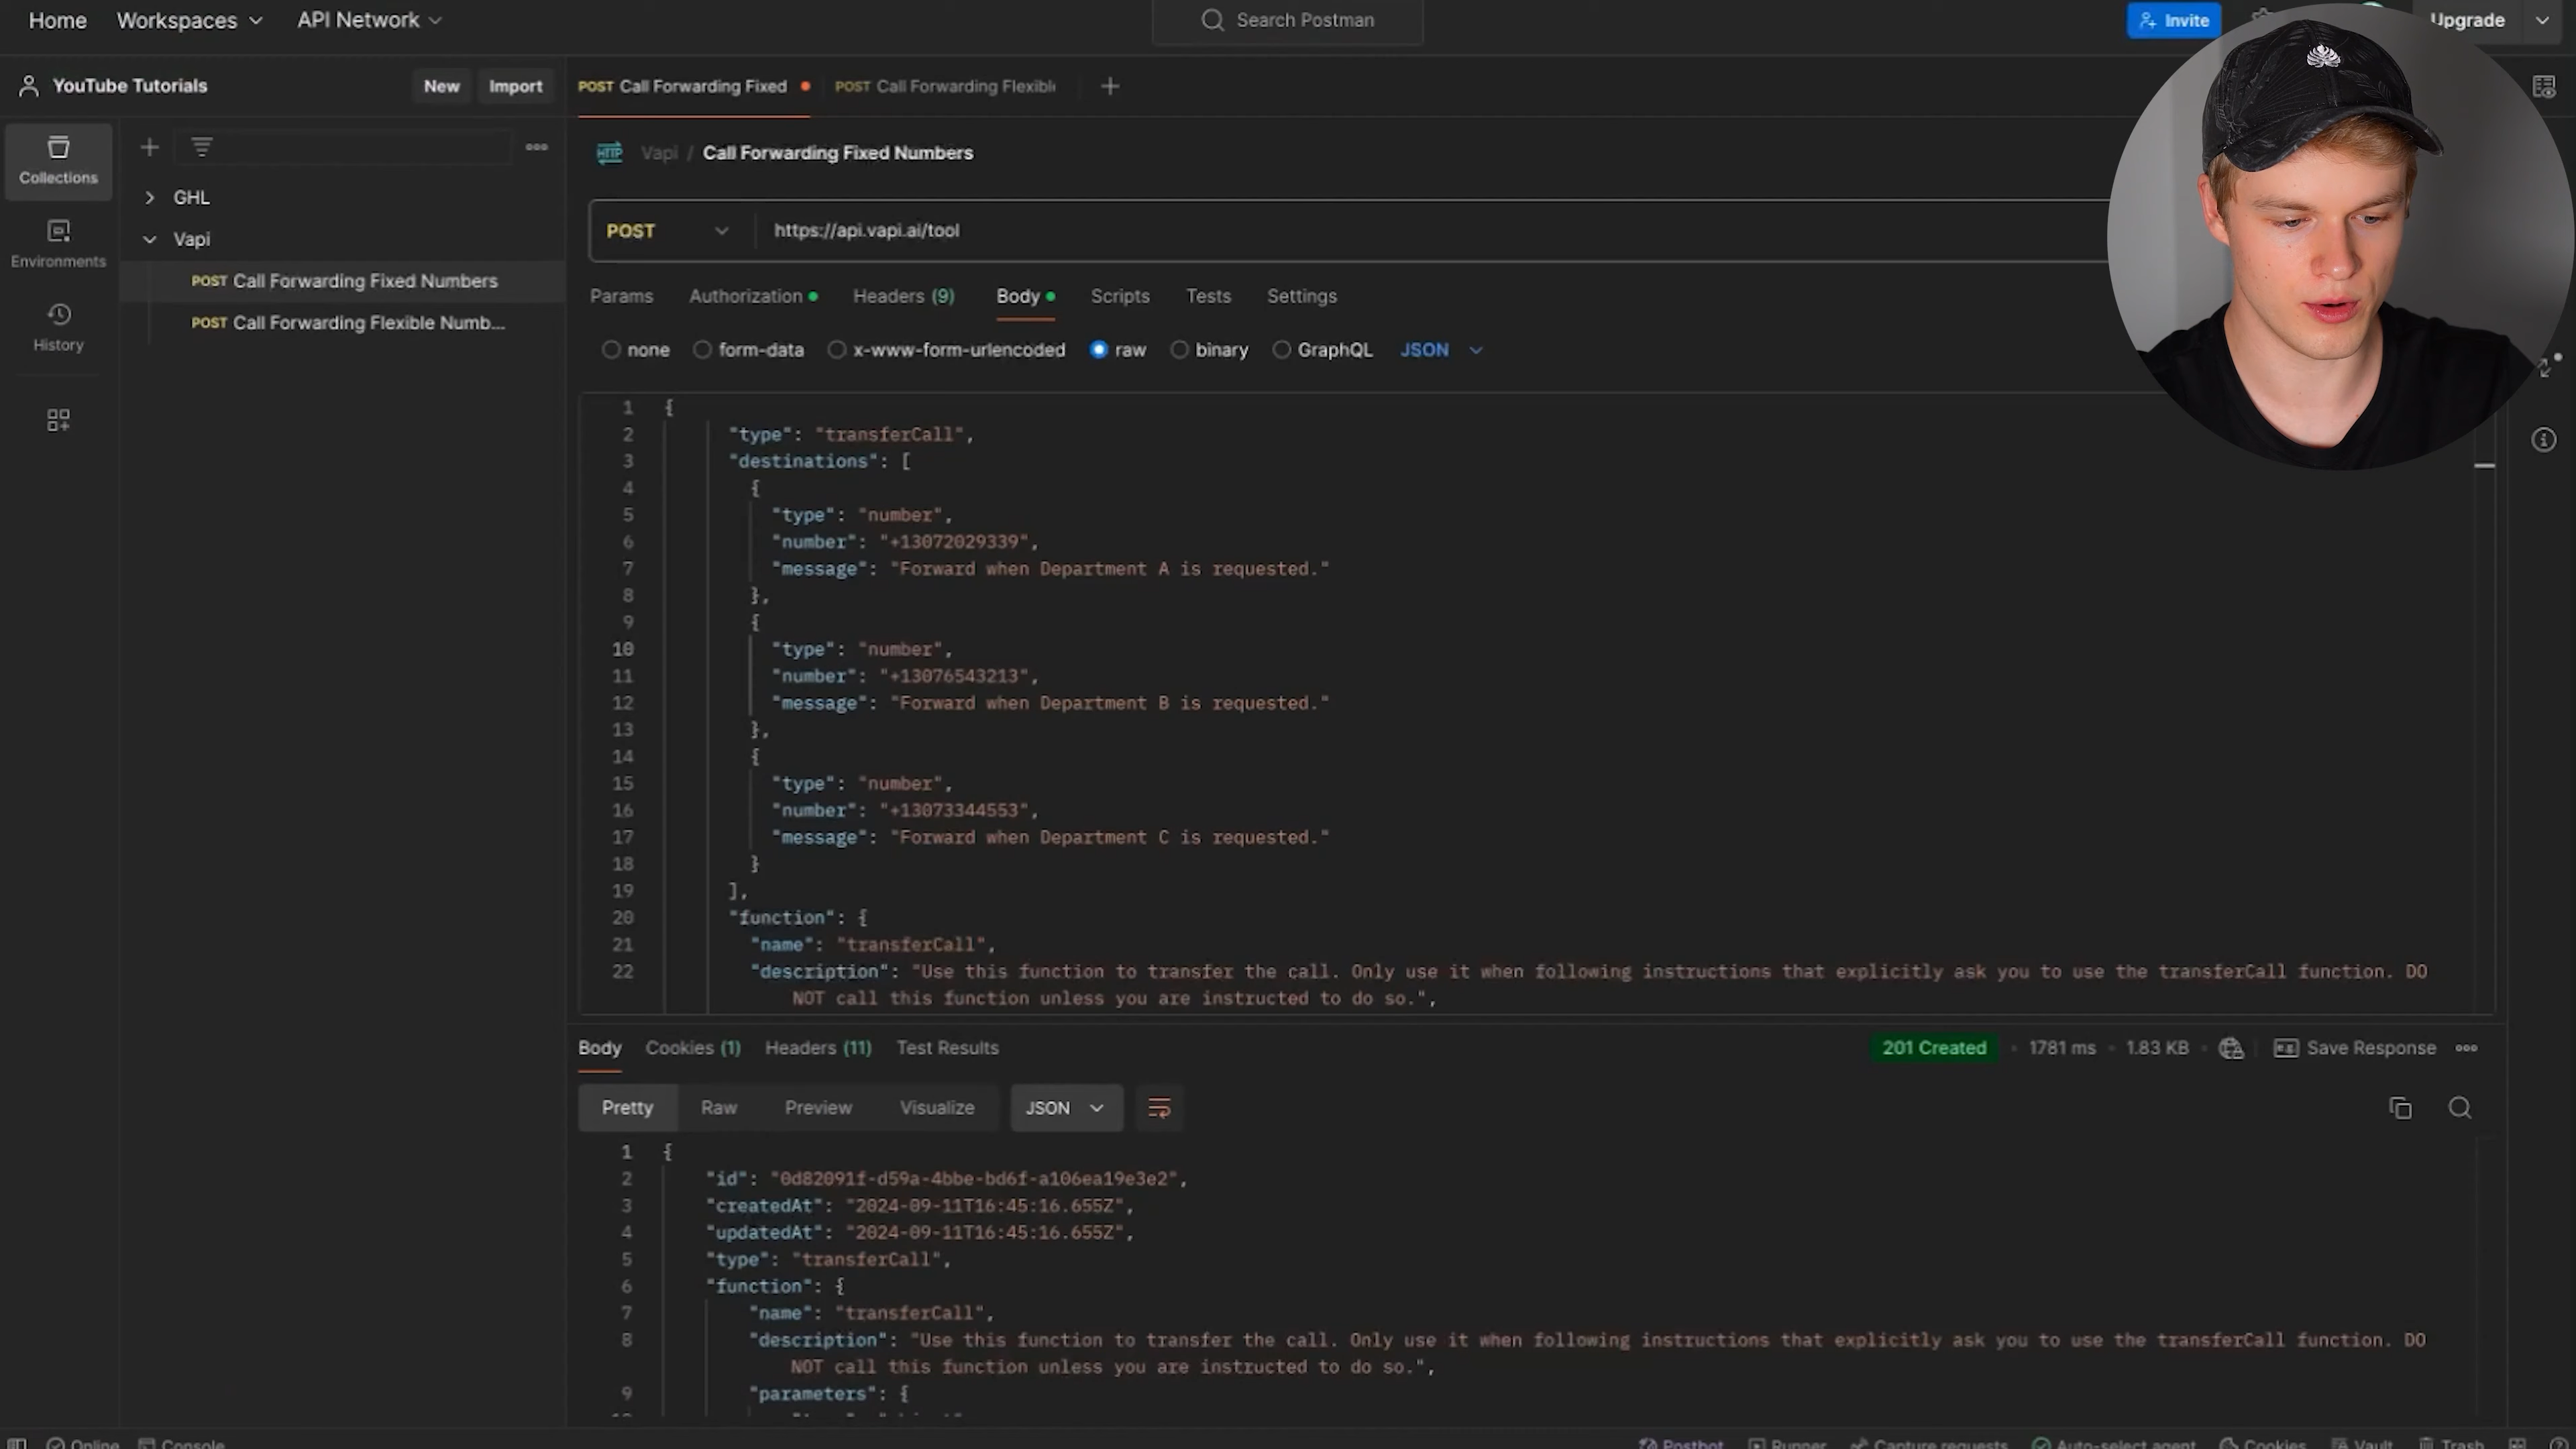 Home Workspaces API Network Search Postman Invite Upgrade
YouTube Tutorials New Import POST Call Forwarding Fixed POST Call Forwarding Flexibl
Collections
Environments
History
GHL
Vapi
POST Call Forwarding Fixed Numbers
POST Call Forwarding Flexible Numb...
HTTP Vapi / Call Forwarding Fixed Numbers
POST https://api.vapi.ai/tool
Params Authorization Headers (9) Body Scripts Tests Settings
none form-data x-www-form-urlencoded raw binary GraphQL JSON
1 {
2 "type": "transferCall",
3 "destinations": [
4 {
5 "type": "number",
6 "number": "+13072029339",
7 "message": "Forward when Department A is requested."
8 },
9 {
10 "type": "number",
11 "number": "+13076543213",
12 "message": "Forward when Department B is requested."
13 },
14 {
15 "type": "number",
16 "number": "+13073344553",
17 "message": "Forward when Department C is requested."
18 }
19 ],
20 "function": {
21 "name": "transferCall",
22 "description": "Use this function to transfer the call. Only use it when following instructions that explicitly ask you to use the transferCall function. DO
NOT call this function unless you are instructed to do so.",
Body Cookies (1) Headers (11) Test Results 201 Created 1781 ms 1.83 KB Save Response
Pretty Raw Preview Visualize JSON
1 {
2 "id": "0d82091f-d59a-4bbe-bd6f-a106ea19e3e2",
3 "createdAt": "2024-09-11T16:45:16.655Z",
4 "updatedAt": "2024-09-11T16:45:16.655Z",
5 "type": "transferCall",
6 "function": {
7 "name": "transferCall",
8 "description": "Use this function to transfer the call. Only use it when following instructions that explicitly ask you to use the transferCall function. DO
NOT call this function unless you are instructed to do so.",
9 "parameters": {
Online Console Postbot Runner Capture requests Auto-select agent Cookies Vault Trash